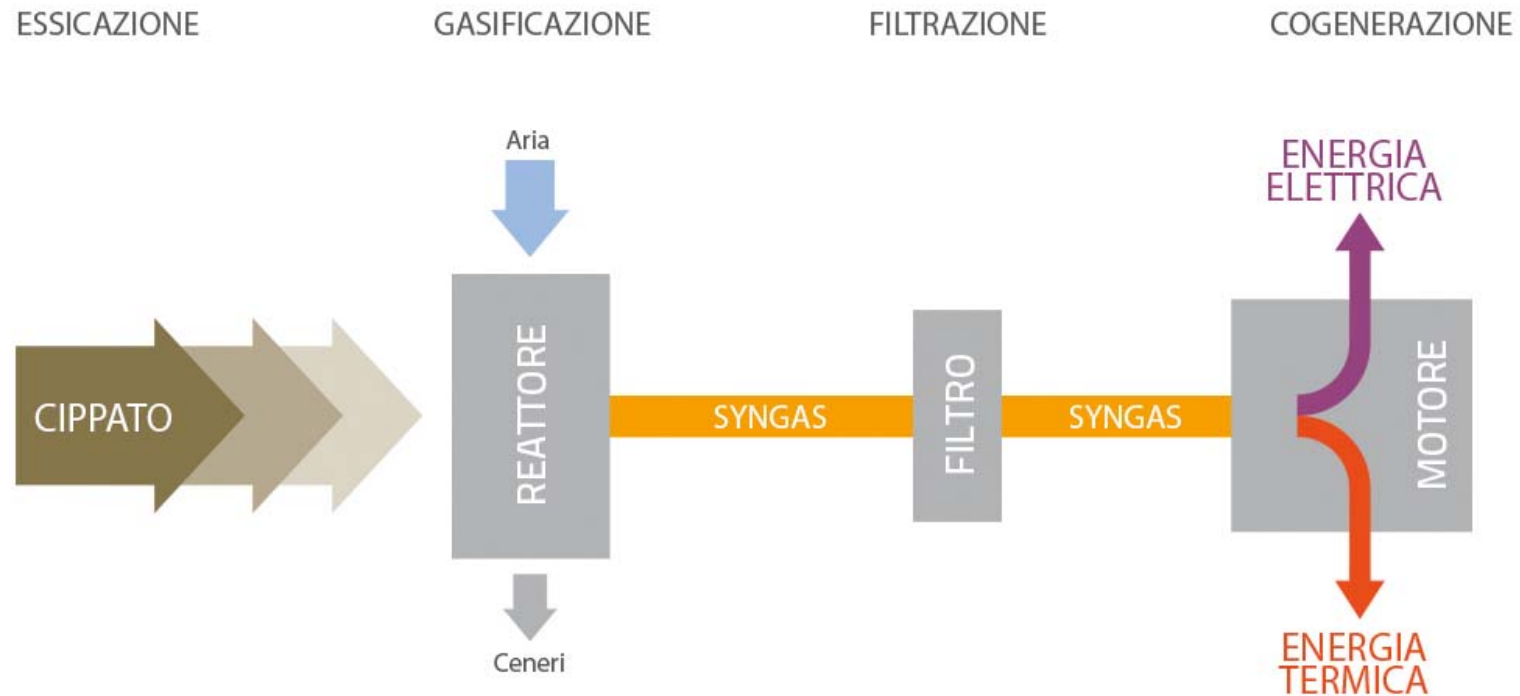 ESSICAZIONE
GASIFICAZIONE
FILTRAZIONE
COGENERAZIONE
Aria
ENERGIA
ELETTRICA
CIPPATO
REATTORE
SYNGAS
FILTRO
SYNGAS
MOTORE
Ceneri
ENERGIA
TERMICA